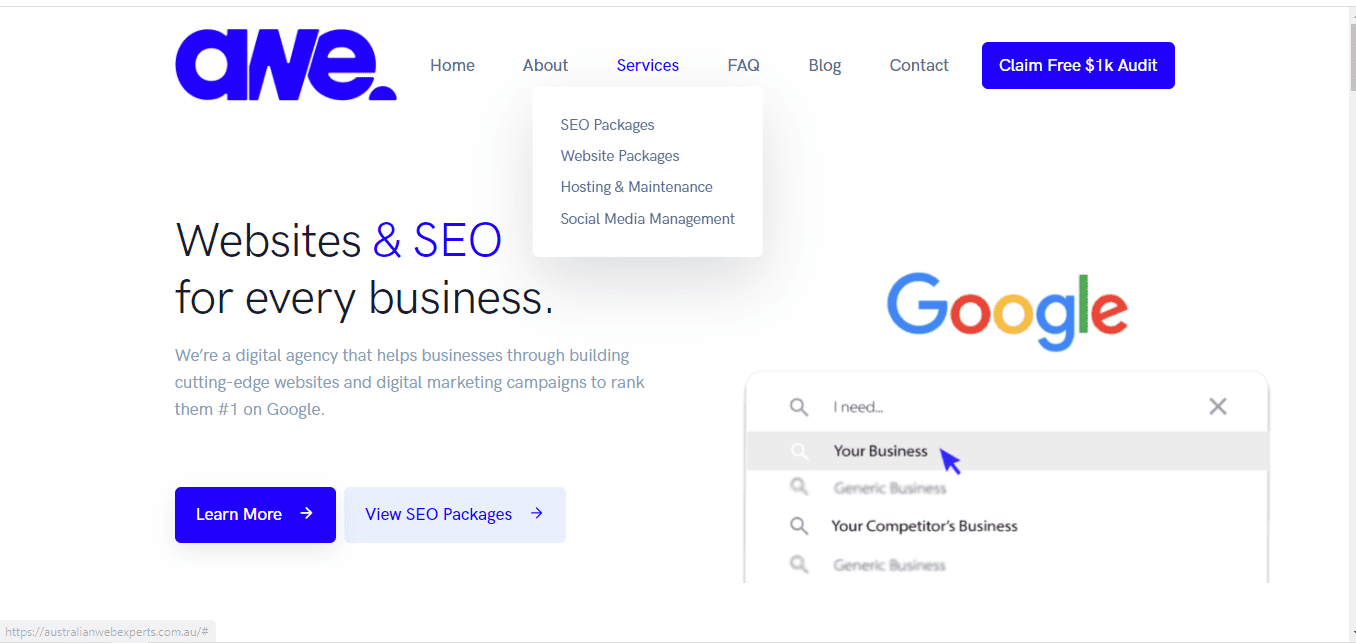 awe.
Home About Services FAQ Blog Contact Claim Free $1k Audit
SEO Packages
Website Packages
Hosting & Maintenance
Social Media Management
Websites & SEO
for every business.
We’re a digital agency that helps businesses through building
cutting-edge websites and digital marketing campaigns to rank
them #1 on Google.
Learn More → View SEO Packages →
Google
I need...
Your Business
Generic Business
Your Competitor's Business
Generic Business
https://australianwebexperts.com.au/#